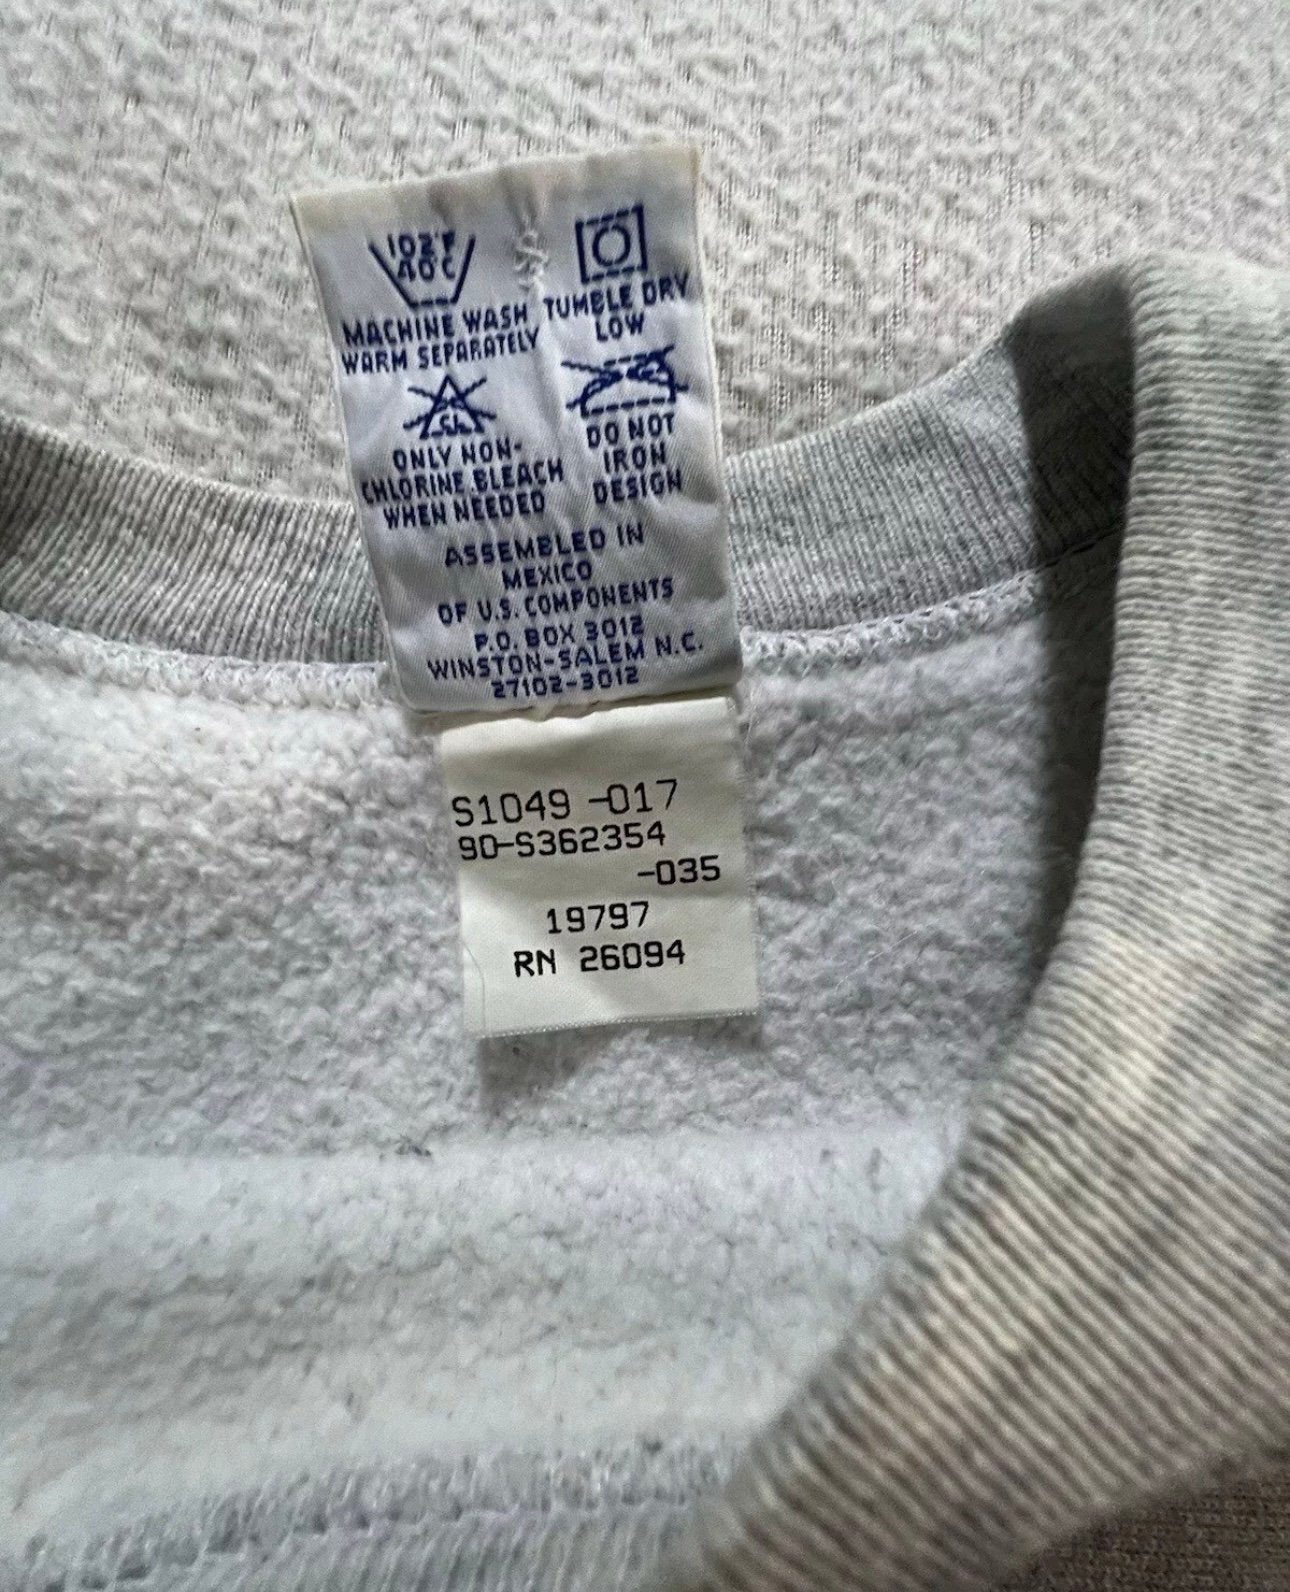 102°F
40°C
MACHINE WASH
WARM SEPARATELY
TUMBLE DRY
LOW
CL
ONLY NON-
CHLORINE BLEACH
WHEN NEEDED
DO NOT
IRON
DESIGN
ASSEMBLED IN
MEXICO
OF U.S. COMPONENTS
P.O. BOX 3012
WINSTON-SALEM N.C.
27102-3012
S1049 -017
90-S362354
-035
19797
RN 26094